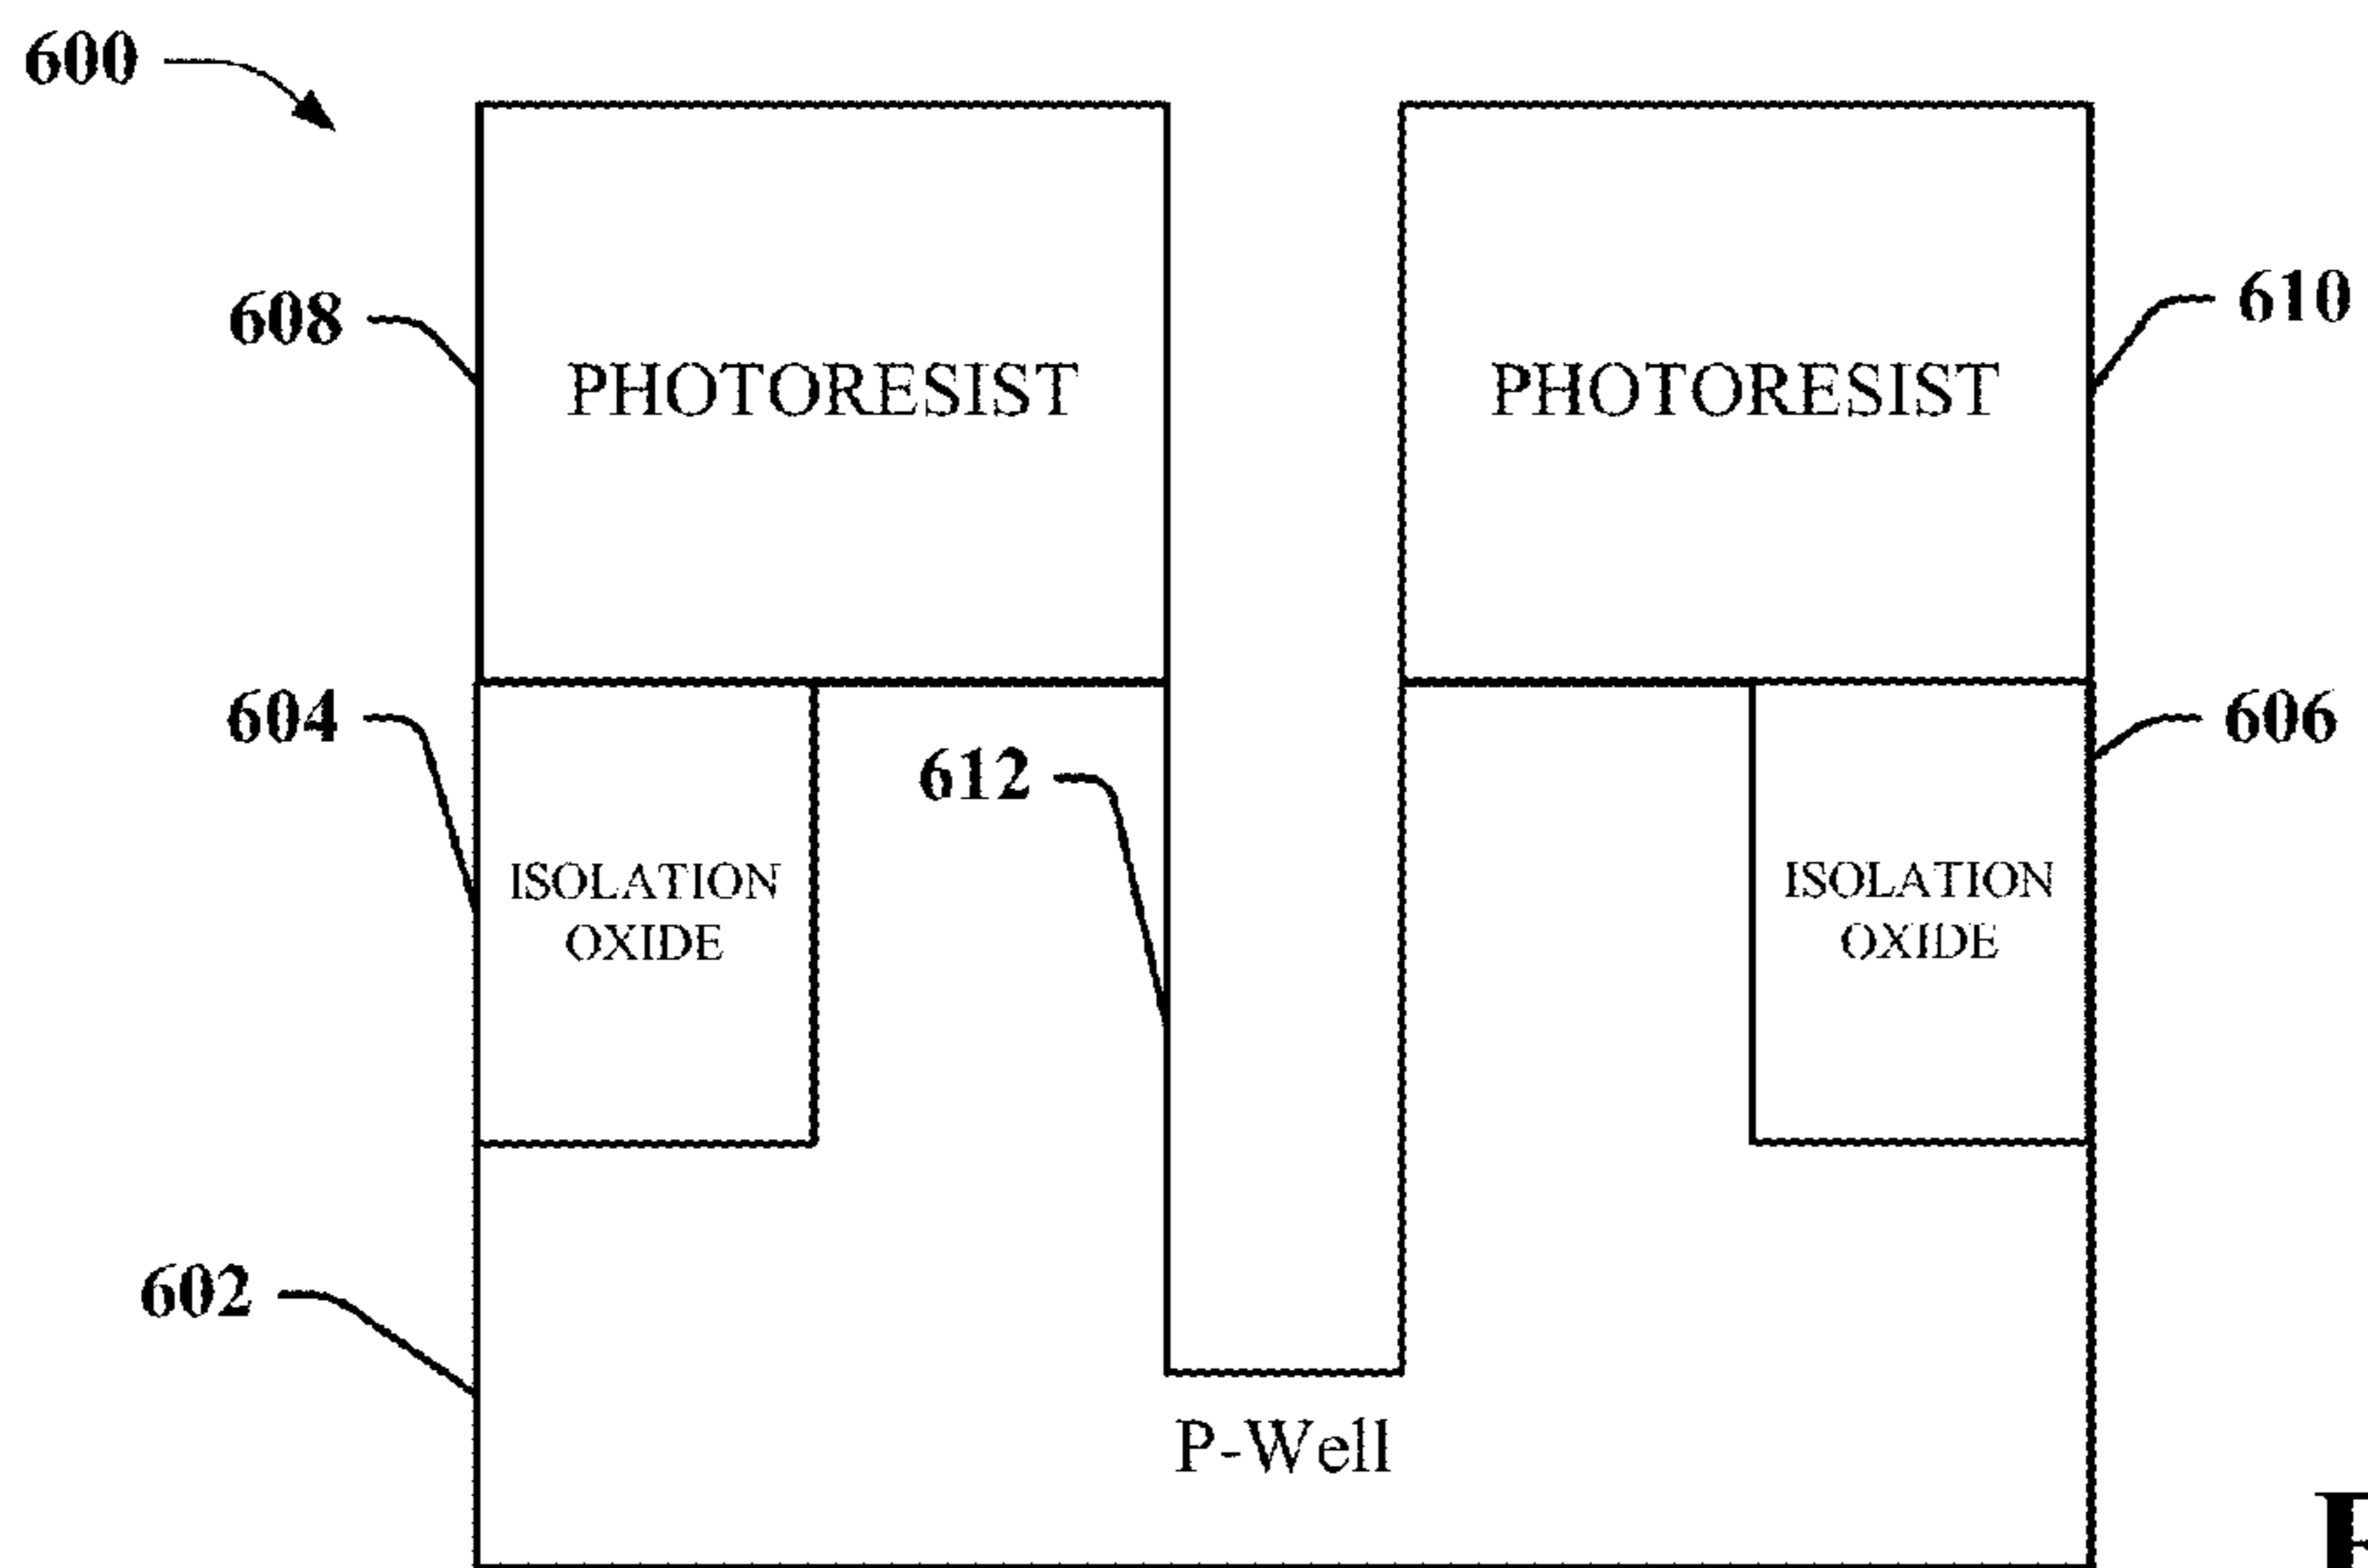 600
608
PHOTORESIST
PHOTORESIST
610
604
612
606
ISOLATION
OXIDE
ISOLATION
OXIDE
602
P-Well